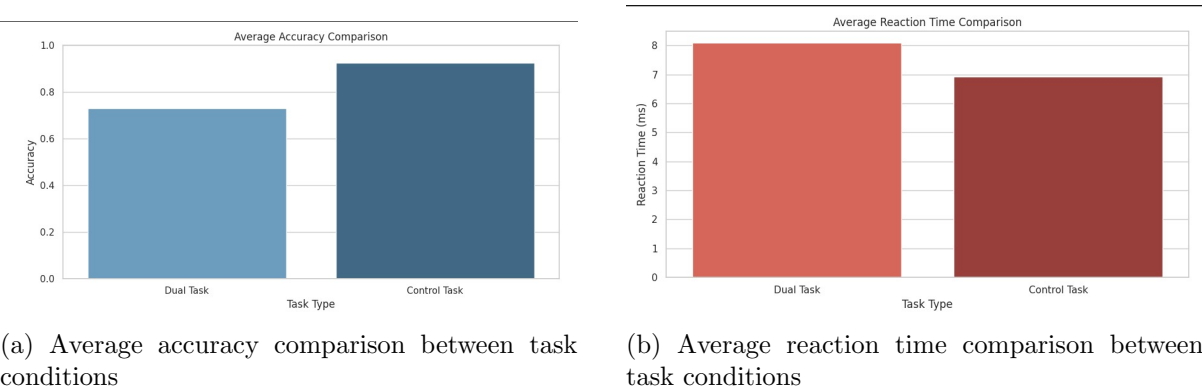 Average Accuracy Comparison
1.0
0.8
0.6
0.4
0.2
0.0
Accuracy
Dual Task
Control Task
Task Type
(a) Average accuracy comparison between task
conditions
Average Reaction Time Comparison
8
7
6
5
4
3
2
1
0
Reaction Time (ms)
Dual Task
Control Task
Task Type
(b) Average reaction time comparison between
task conditions